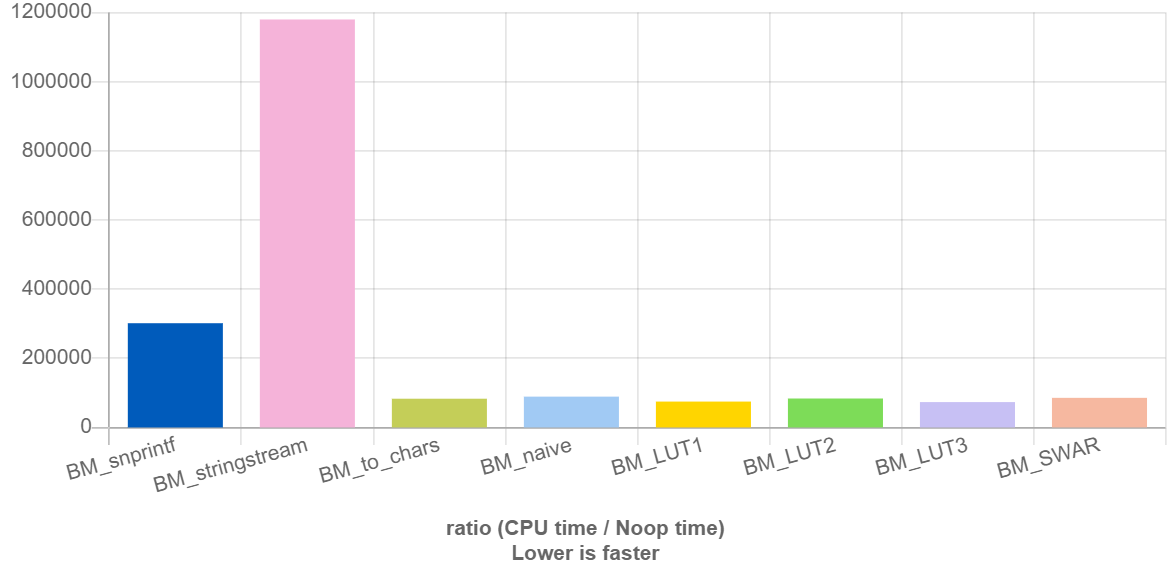 1200000
1000000
800000
600000
400000
200000
0
BM_snprintf
BM_stringstream
BM_to_chars
BM_naive
BM_LUT1
BM_LUT2
BM_LUT3
BM_SWAR
ratio (CPU time / Noop time)
Lower is faster